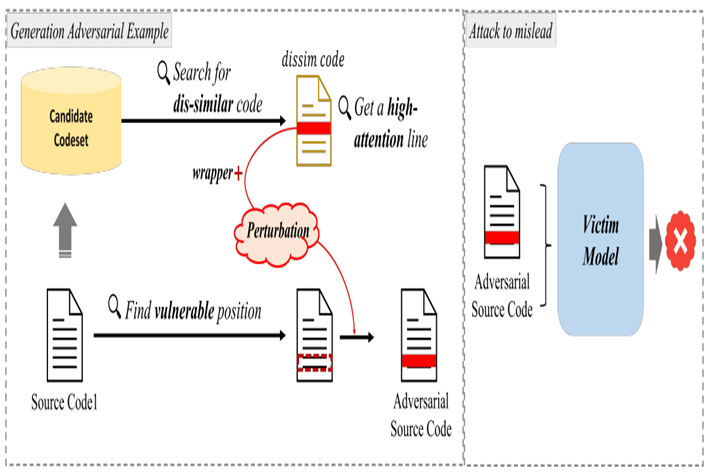 Generation Adversarial Example
Attack to mislead
Candidate
Codeset
Search for
dis-similar code
dissim code
Get a high-
attention line
wrapper+
Perturbation
Find vulnerable position
Source Code1
Adversarial
Source Code
Adversarial
Source Code
Victim
Model